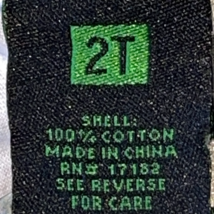 2T
SHELL:
100% COTTON
MADE IN CHINA
RN# 17182
SEE REVERSE
FOR CARE